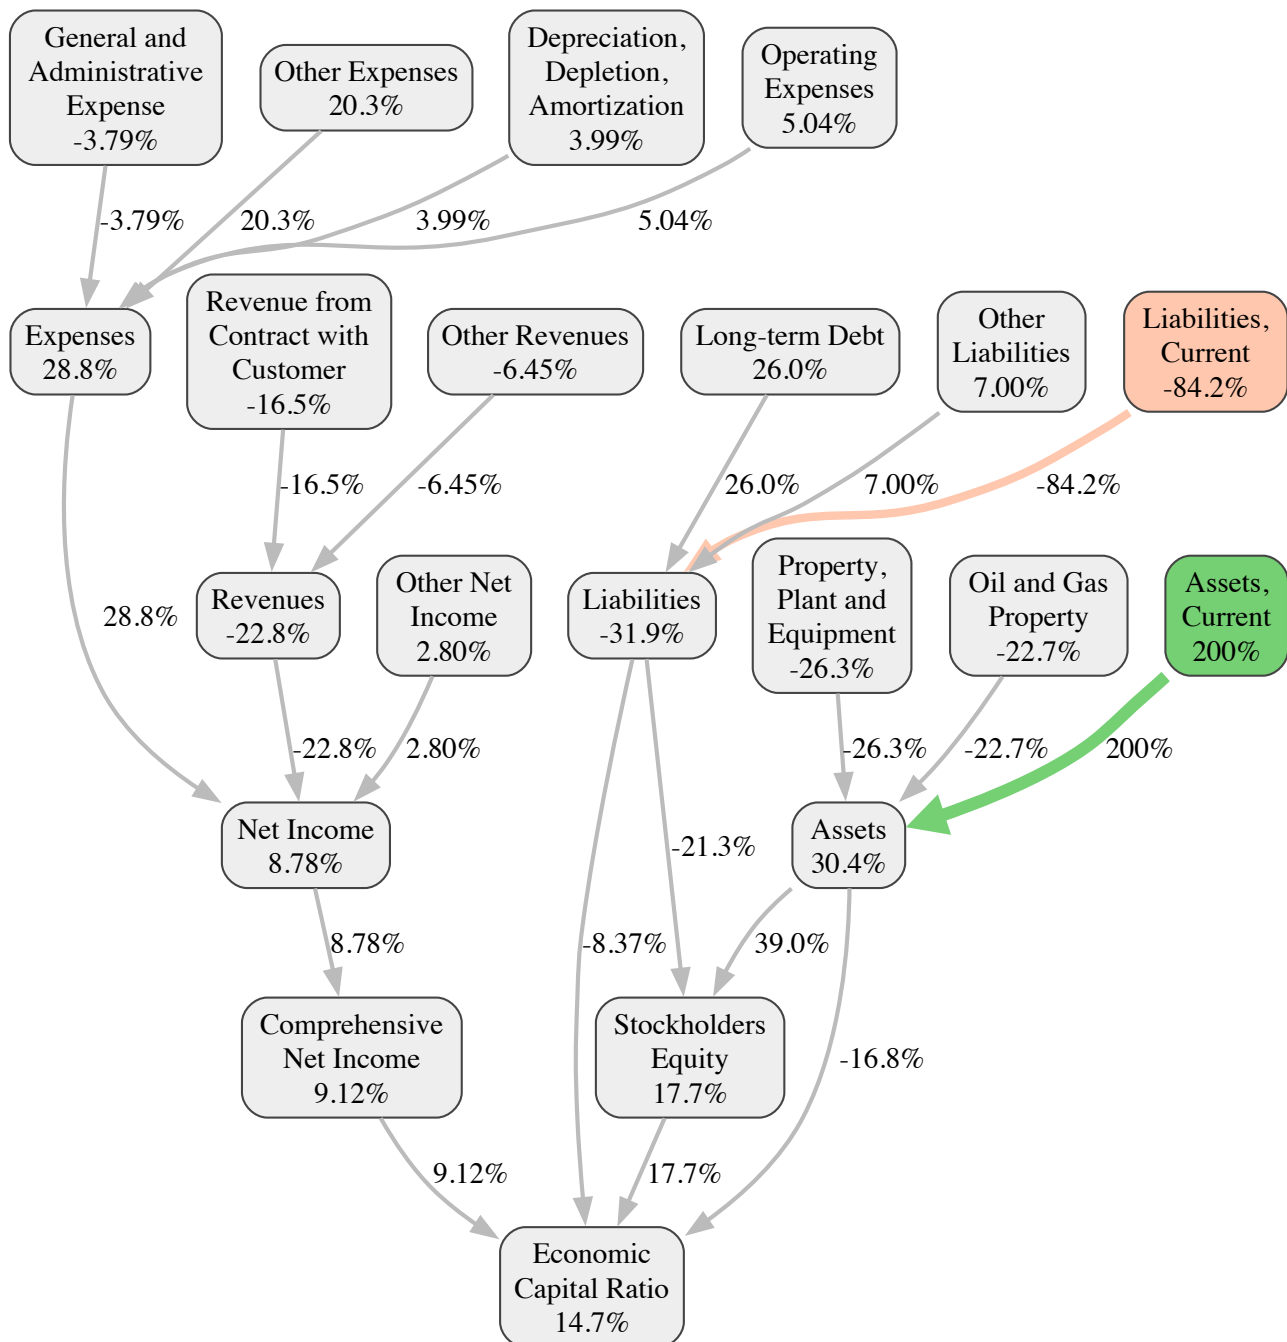 General and
Administrative
Expense
-3.79%
Other Expenses
20.3%
Depreciation,
Depletion,
Amortization
3.99%
Operating
Expenses
5.04%
-3.79%
20.3%
3.99%
5.04%
Expenses
28.8%
Revenue from
Contract with
Customer
-16.5%
Other Revenues
-6.45%
Long-term Debt
26.0%
Other
Liabilities
7.00%
Liabilities,
Current
-84.2%
-16.5%
-6.45%
26.0%
7.00%
-84.2%
28.8%
Revenues
-22.8%
Other Net
Income
2.80%
Liabilities
-31.9%
Property,
Plant and
Equipment
-26.3%
Oil and Gas
Property
-22.7%
Assets,
Current
200%
-22.8%
2.80%
-26.3%
-22.7%
200%
Net Income
8.78%
-21.3%
Assets
30.4%
8.78%
-8.37%
39.0%
Comprehensive
Net Income
9.12%
Stockholders
Equity
17.7%
-16.8%
9.12%
17.7%
Economic
Capital Ratio
14.7%